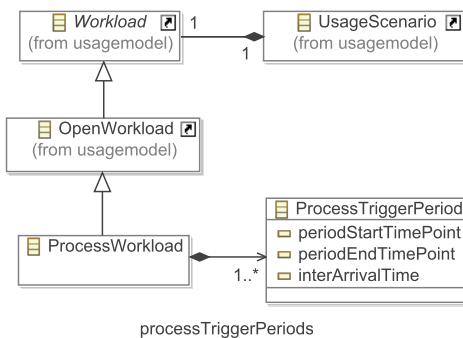 Workload
(from usagemodel)
1
1
UsageScenario
(from usagemodel)
OpenWorkload
(from usagemodel)
ProcessWorkload
1..*
ProcessTriggerPeriod
periodStartTimePoint
periodEndTimePoint
interArrivalTime
processTriggerPeriods